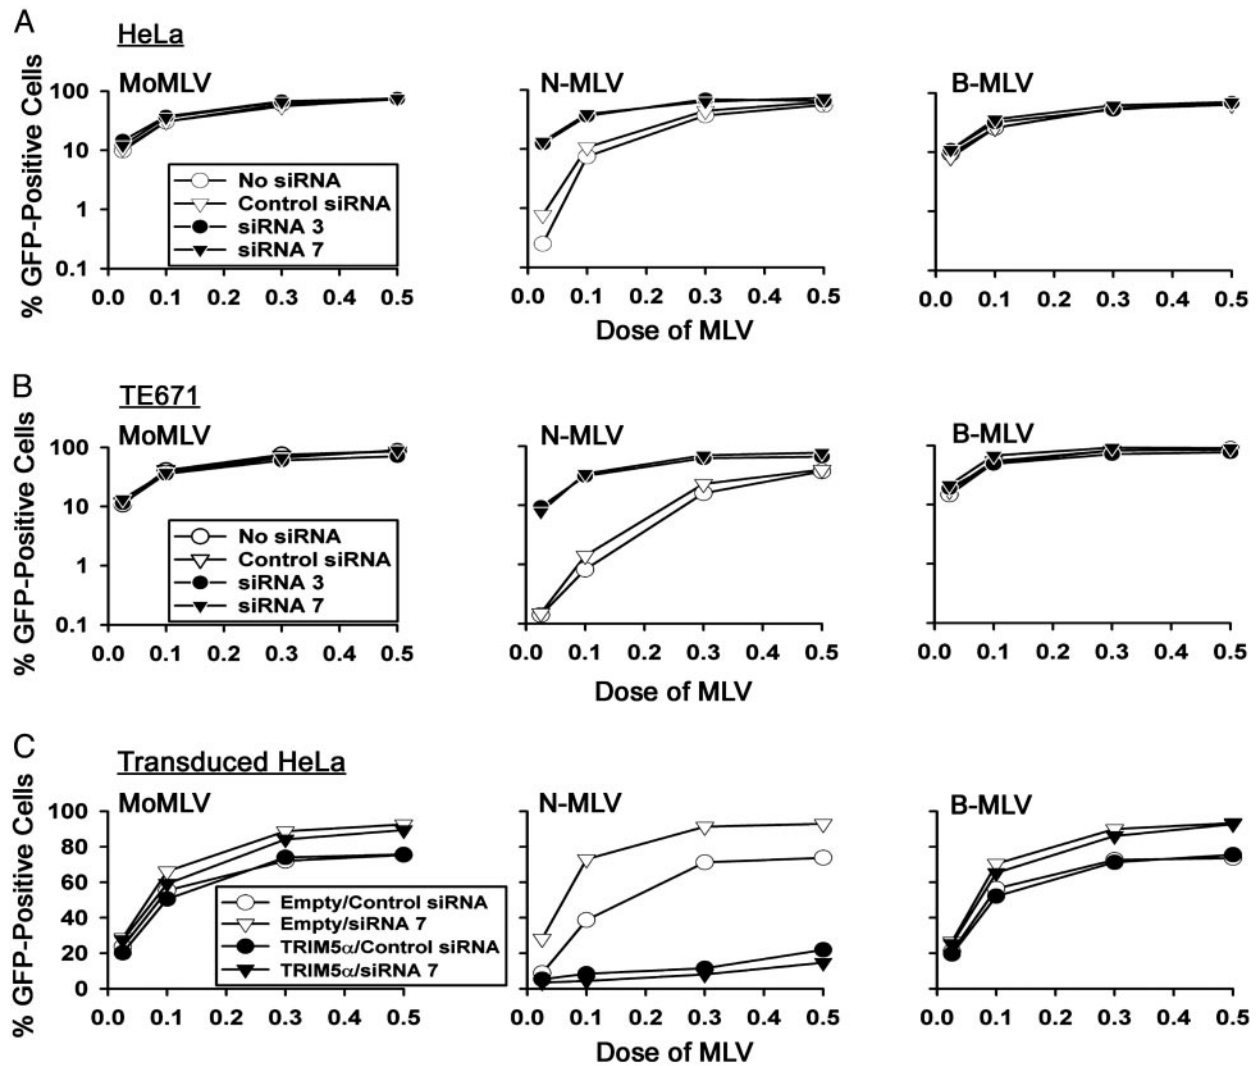 A
HeLa
% GFP-Positive Cells
MoMLV
N-MLV
B-MLV
100
10
1
0.1
No siRNA
Control siRNA
siRNA 3
siRNA 7
0.0 0.1 0.2 0.3 0.4 0.5
0.0 0.1 0.2 0.3 0.4 0.5
0.0 0.1 0.2 0.3 0.4 0.5
Dose of MLV
B
TE671
% GFP-Positive Cells
MoMLV
N-MLV
B-MLV
100
10
1
0.1
No siRNA
Control siRNA
siRNA 3
siRNA 7
0.0 0.1 0.2 0.3 0.4 0.5
0.0 0.1 0.2 0.3 0.4 0.5
0.0 0.1 0.2 0.3 0.4 0.5
Dose of MLV
C
Transduced HeLa
% GFP-Positive Cells
MoMLV
N-MLV
B-MLV
100
80
60
40
20
0
Empty/Control siRNA
Empty/siRNA 7
TRIM5α/Control siRNA
TRIM5α/siRNA 7
0.0 0.1 0.2 0.3 0.4 0.5
0.0 0.1 0.2 0.3 0.4 0.5
0.0 0.1 0.2 0.3 0.4 0.5
Dose of MLV